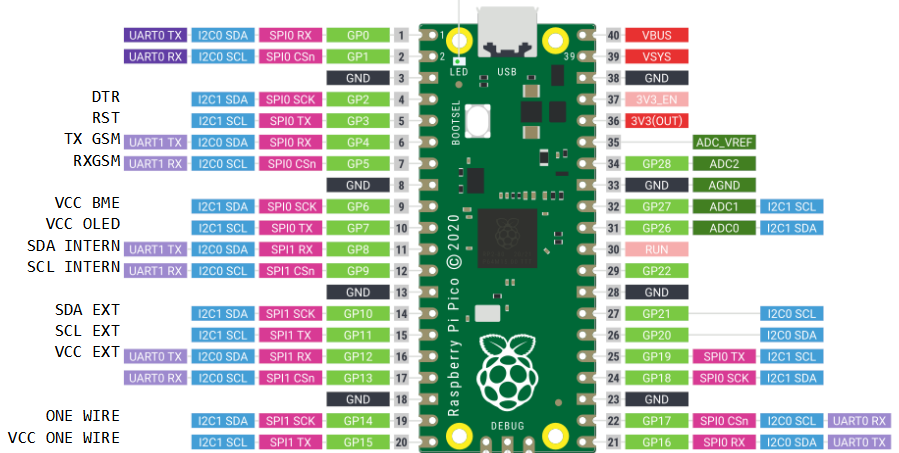 UART0 TX I2C0 SDA SPI0 RX GP0 1 1 40 VBUS
UART0 RX I2C0 SCL SPI0 CSn GP1 2 2 39 39 VSYS
LED USB
GND 3 38 GND
DTR I2C1 SDA SPI0 SCK GP2 4 37 3V3_EN
RST I2C1 SCL SPI0 TX GP3 5 36 3V3(OUT)
BOOTSEL
TX GSM UART1 TX I2C0 SDA SPI0 RX GP4 6 35 ADC_VREF
RXGSM UART1 RX I2C0 SCL SPI0 CSn GP5 7 34 GP28 ADC2
GND 8 33 GND AGND
VCC BME I2C1 SDA SPI0 SCK GP6 9 32 GP27 ADC1 I2C1 SCL
VCC OLED I2C1 SCL SPI0 TX GP7 10 31 GP26 ADC0 I2C1 SDA
SDA INTERN UART1 TX I2C0 SDA SPI1 RX GP8 11 30 RUN
SCL INTERN UART1 RX I2C0 SCL SPI1 CSn GP9 12 29 GP22
GND 13 28 GND
Raspberry Pi Pico © 2020
SDA EXT I2C1 SDA SPI1 SCK GP10 14 27 GP21 I2C0 SCL
SCL EXT I2C1 SCL SPI1 TX GP11 15 26 GP20 I2C0 SDA
VCC EXT UART0 TX I2C0 SDA SPI1 RX GP12 16 25 GP19 SPI0 TX I2C1 SCL
UART0 RX I2C0 SCL SPI1 CSn GP13 17 24 GP18 SPI0 SCK I2C1 SDA
GND 18 23 GND
ONE WIRE I2C1 SDA SPI1 SCK GP14 19 22 GP17 SPI0 CSn I2C0 SCL UART0 RX
DEBUG
VCC ONE WIRE I2C1 SCL SPI1 TX GP15 20 21 GP16 SPI0 RX I2C0 SDA UART0 TX